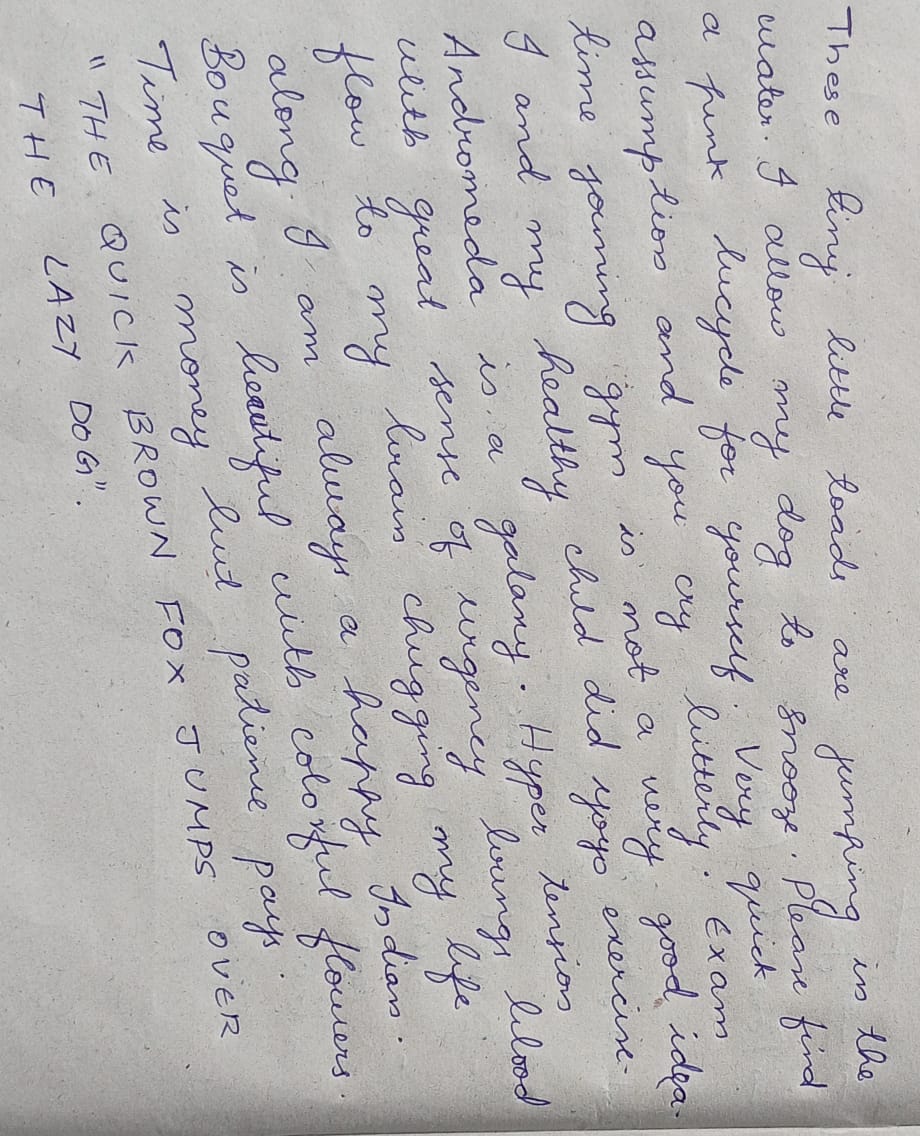 These tiny little toads are jumping in the
water. I allow my dog to snooze. Please find
a pink bicycle for yourself. Very quick
assumption and you cry bitterly. Exam
time joining gym is not a very good idea.
I and my healthy child did yoyo exercise.
Andromeda is a galaxy. Hyper tension
with great sense of urgency brings blood
flow to my brain chugging my life
along. I am always a happy Indian.
Bouquet is beautiful with colorful flowers.
Time is money but patience pays.
"THE QUICK BROWN FOX JUMPS OVER
THE LAZY DOG".